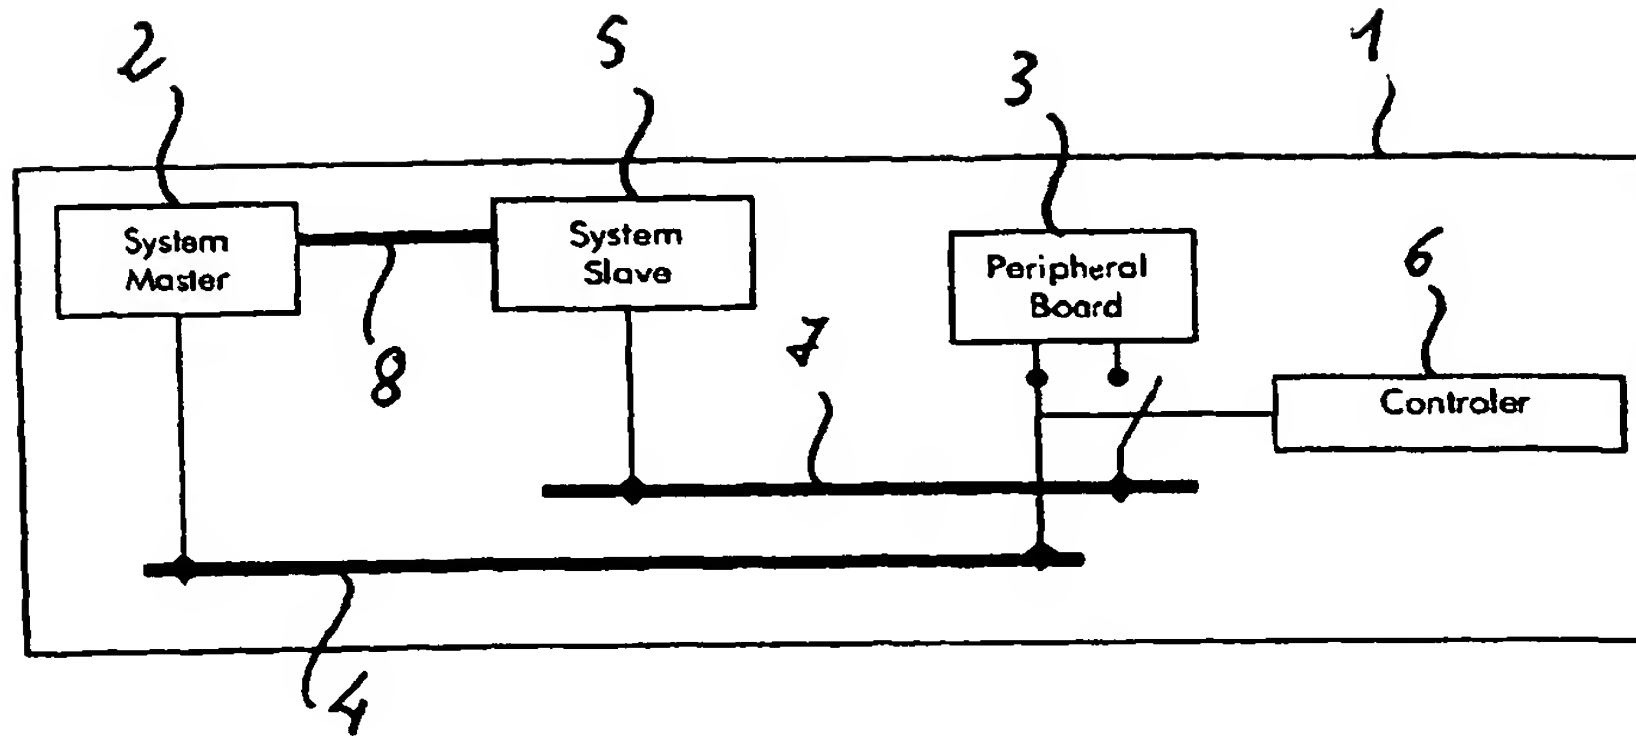 2
5
3
1
System
Master
System
Slave
Peripheral
Board
6
8
7
Controler
4